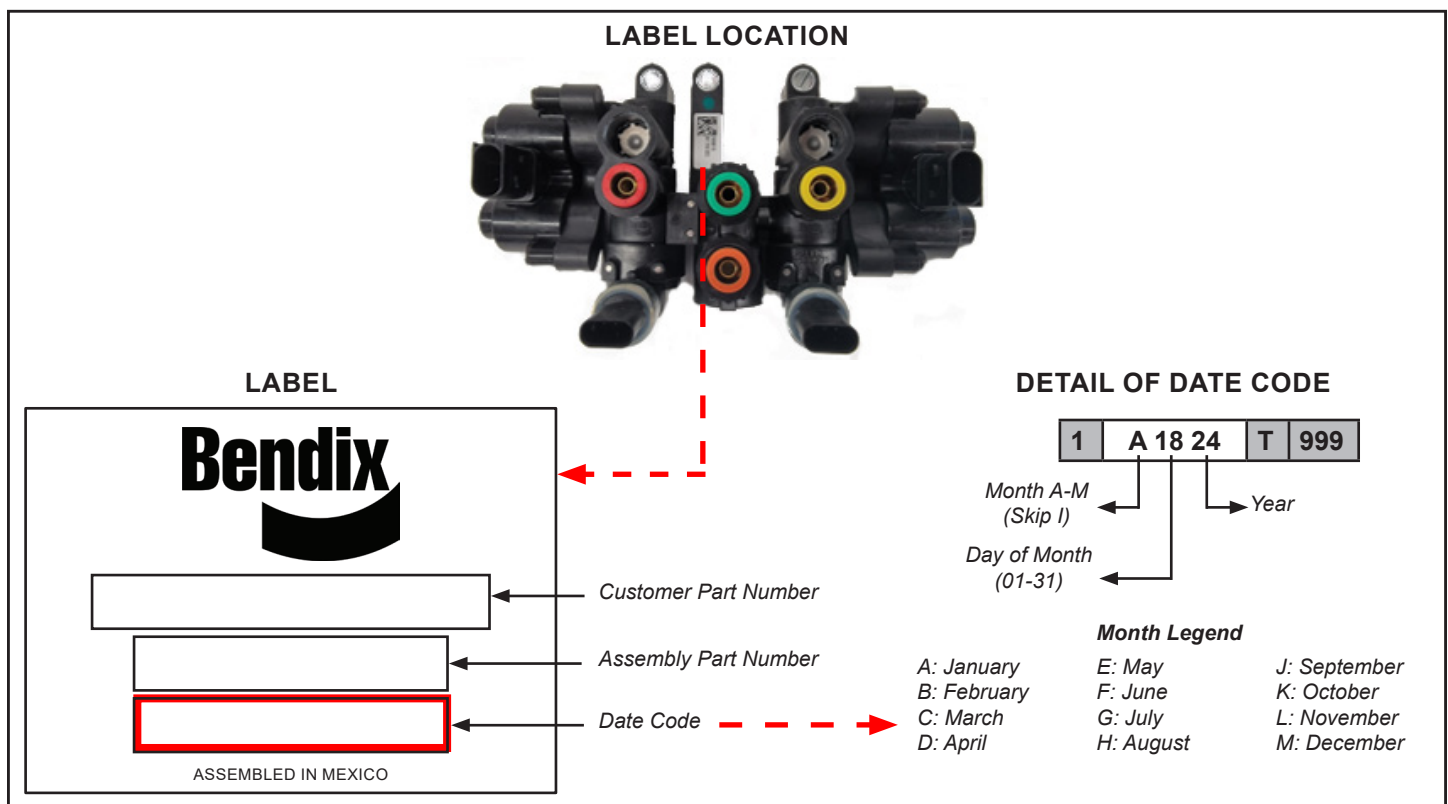 LABEL LOCATION
LABEL
Bendix
Customer Part Number
Assembly Part Number
Date Code
ASSEMBLED IN MEXICO
DETAIL OF DATE CODE
1 A 18 24 T 999
Month A-M
(Skip I)
Year
Day of Month
(01-31)
Month Legend
A: January
B: February
C: March
D: April
E: May
F: June
G: July
H: August
J: September
K: October
L: November
M: December